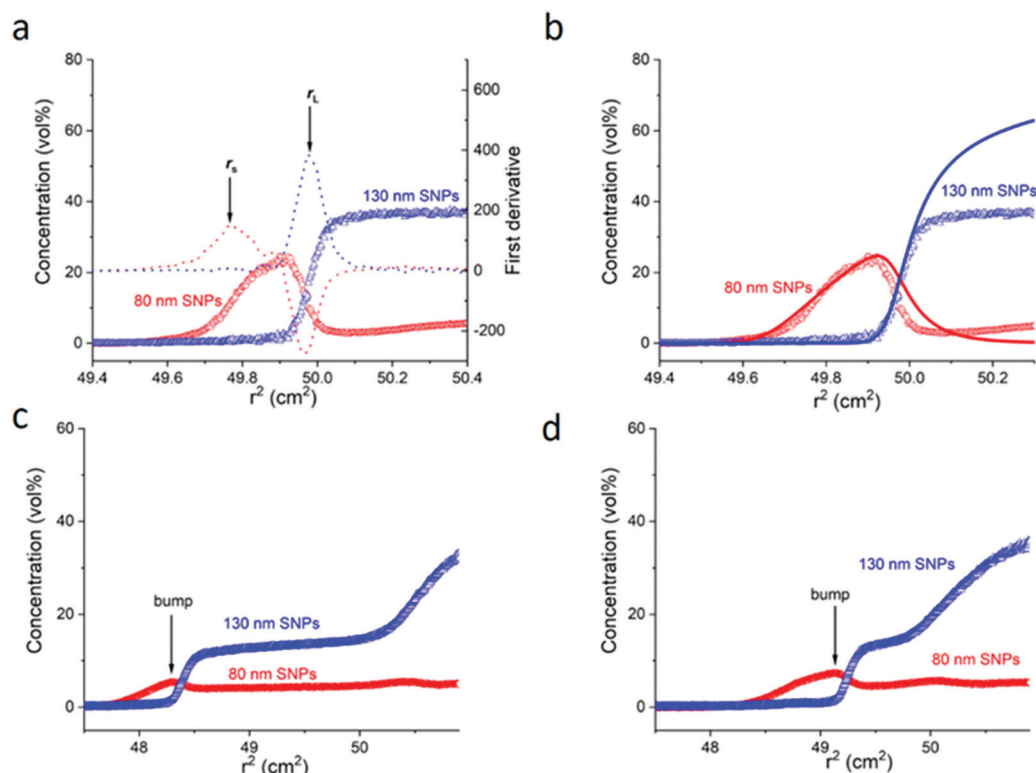 a
80
60
40
20
0
Concentration (vol%)
r_s
r_L
130 nm SNPs
80 nm SNPs
600
400
200
0
-200
First derivative
49.4 49.6 49.8 50.0 50.2 50.4
r² (cm²)
b
80
60
40
20
0
Concentration (vol%)
130 nm SNPs
80 nm SNPs
49.4 49.6 49.8 50.0 50.2
r² (cm²)
c
60
40
20
0
Concentration (vol%)
bump
130 nm SNPs
80 nm SNPs
48 49 50
r² (cm²)
d
60
40
20
0
Concentration (vol%)
130 nm SNPs
bump
80 nm SNPs
48 49 50
r² (cm²)